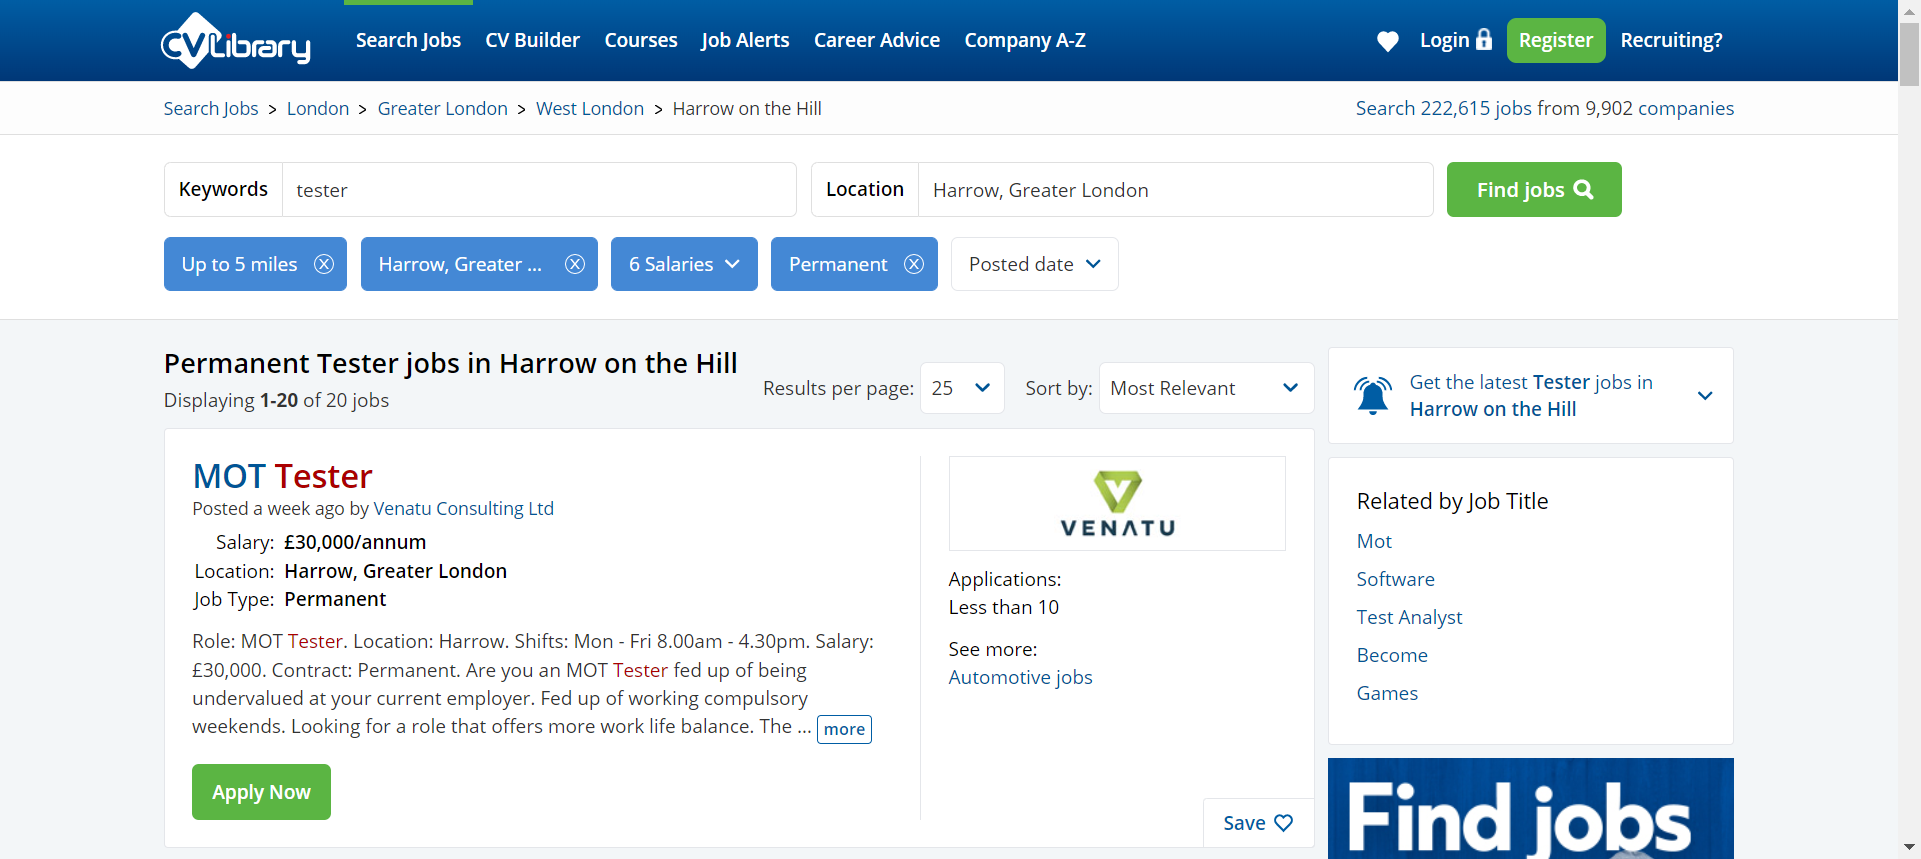 CV Library
Search Jobs CV Builder Courses Job Alerts Career Advice Company A-Z Login Register Recruiting?
Search Jobs > London > Greater London > West London > Harrow on the Hill
Search 222,615 jobs from 9,902 companies
Keywords tester Location Harrow, Greater London Find jobs
Up to 5 miles Harrow, Greater ... 6 Salaries Permanent Posted date
Permanent Tester jobs in Harrow on the Hill
Displaying 1-20 of 20 jobs
Results per page: 25 Sort by: Most Relevant
MOT Tester
Posted a week ago by Venatu Consulting Ltd
Salary: £30,000/annum
Location: Harrow, Greater London
Job Type: Permanent
Role: MOT Tester. Location: Harrow. Shifts: Mon - Fri 8.00am - 4.30pm. Salary:
£30,000. Contract: Permanent. Are you an MOT Tester fed up of being
undervalued at your current employer. Fed up of working compulsory
weekends. Looking for a role that offers more work life balance. The ... more
Apply Now
VENATU
Applications:
Less than 10
See more:
Automotive jobs
Save
Get the latest Tester jobs in
Harrow on the Hill
Related by Job Title
Mot
Software
Test Analyst
Become
Games
Find jobs